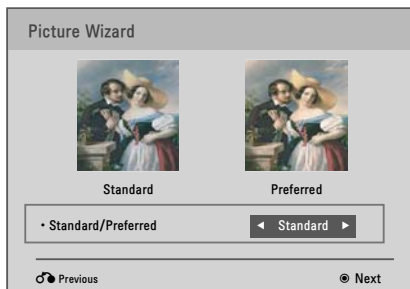 Picture Wizard
Standard
Preferred
• Standard/Preferred
◄ Standard ►
Previous
Next